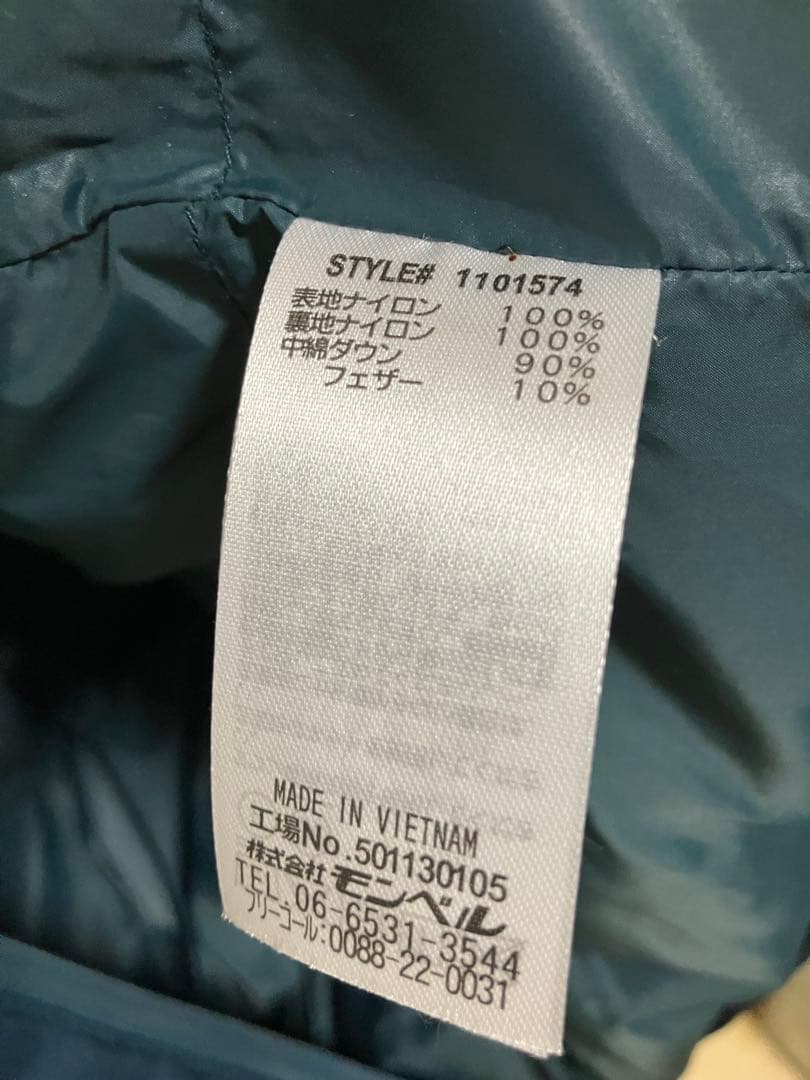 STYLE# 1101574
表地ナイロン 100%
裏地ナイロン 100%
中綿ダウン 90%
フェザー 10%
MADE IN VIETNAM
工場No.501130105
株式会社 モンベル
TEL.06-6531-3544
フリーコール:0088-22-0031